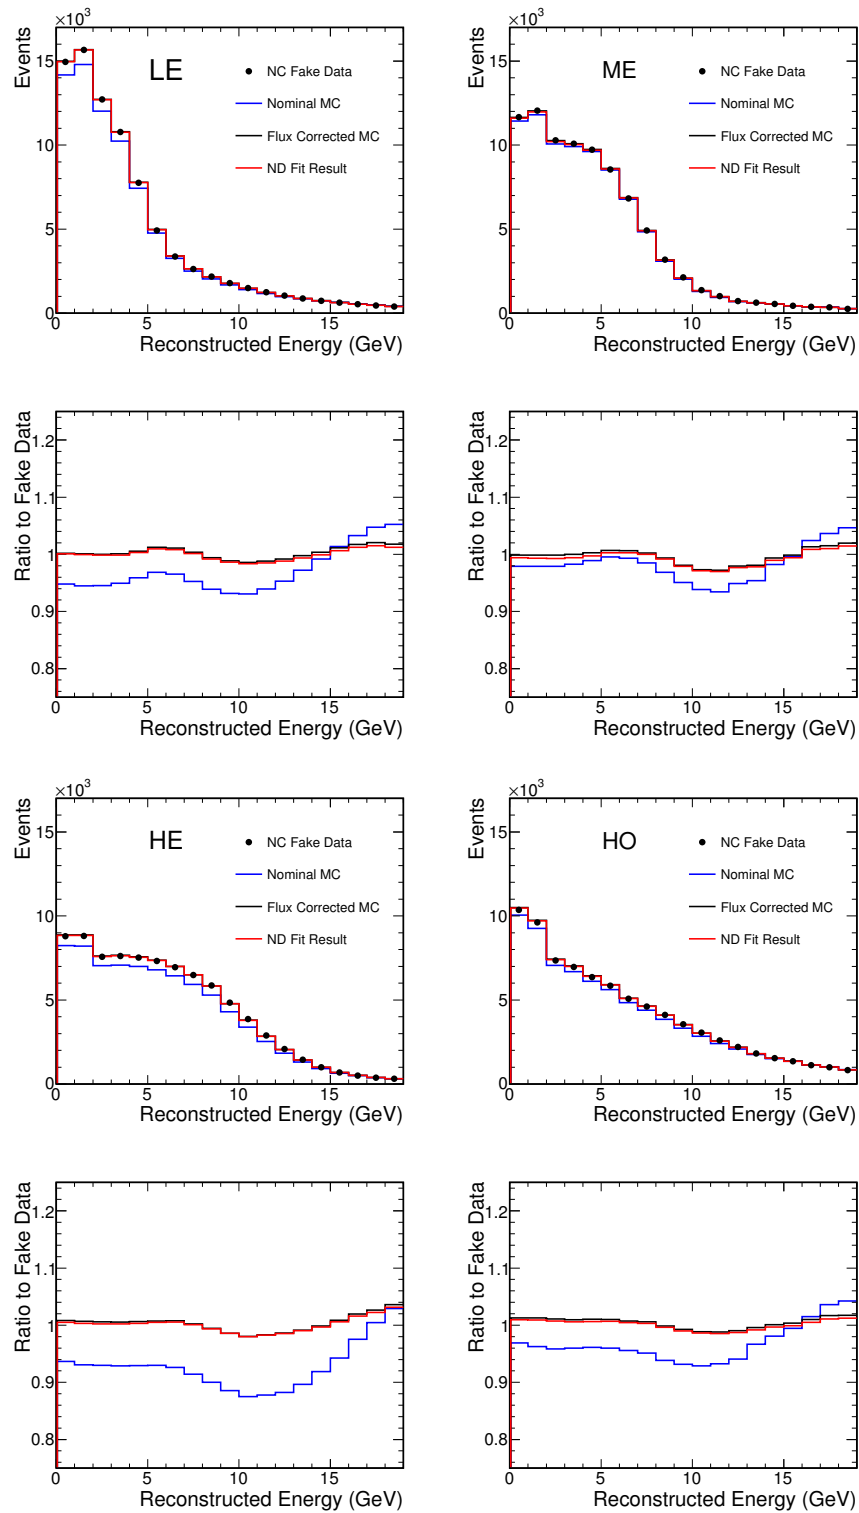 ×10³
Events
LE
NC Fake Data
Nominal MC
Flux Corrected MC
ND Fit Result
15
10
5
0
0 5 10 15
Reconstructed Energy (GeV)
×10³
Events
ME
NC Fake Data
Nominal MC
Flux Corrected MC
ND Fit Result
15
10
5
0
0 5 10 15
Reconstructed Energy (GeV)
Ratio to Fake Data
1.2
1.1
1
0.9
0.8
0 5 10 15
Reconstructed Energy (GeV)
Ratio to Fake Data
1.2
1.1
1
0.9
0.8
0 5 10 15
Reconstructed Energy (GeV)
×10³
Events
HE
NC Fake Data
Nominal MC
Flux Corrected MC
ND Fit Result
15
10
5
0
0 5 10 15
Reconstructed Energy (GeV)
×10³
Events
HO
NC Fake Data
Nominal MC
Flux Corrected MC
ND Fit Result
15
10
5
0
0 5 10 15
Reconstructed Energy (GeV)
Ratio to Fake Data
1.2
1.1
1
0.9
0.8
0 5 10 15
Reconstructed Energy (GeV)
Ratio to Fake Data
1.2
1.1
1
0.9
0.8
0 5 10 15
Reconstructed Energy (GeV)